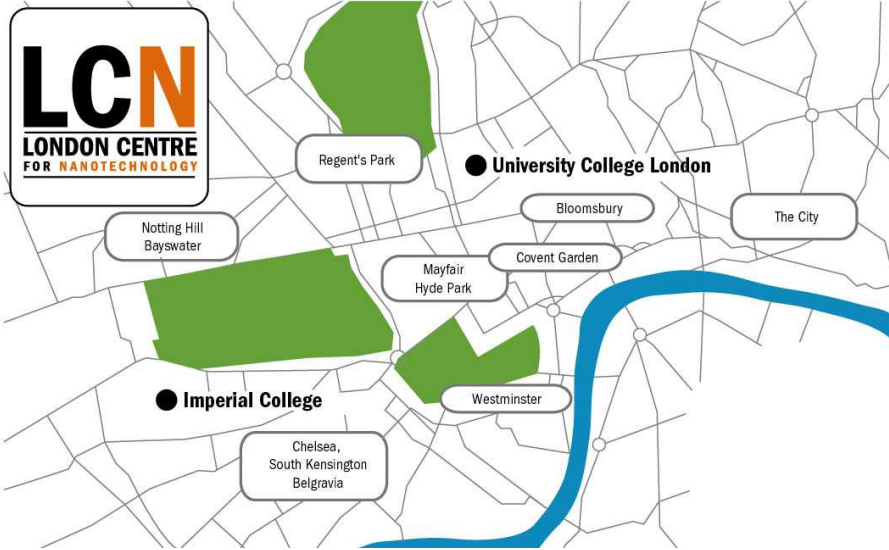 LCN
LONDON CENTRE
FOR NANOTECHNOLOGY
Regent's Park
University College London
Bloomsbury
The City
Notting Hill
Bayswater
Covent Garden
Mayfair
Hyde Park
Imperial College
Westminster
Chelsea,
South Kensington
Belgravia